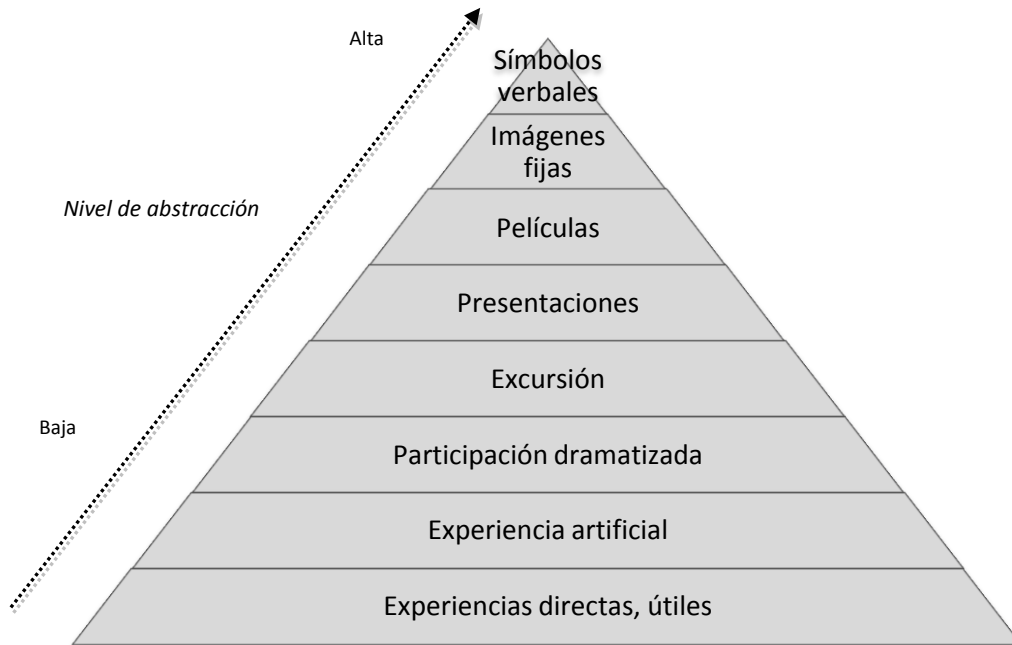 Alta
Símbolos
verbales
Imágenes
fijas
Nivel de abstracción
Películas
Presentaciones
Excursión
Baja
Participación dramatizada
Experiencia artificial
Experiencias directas, útiles